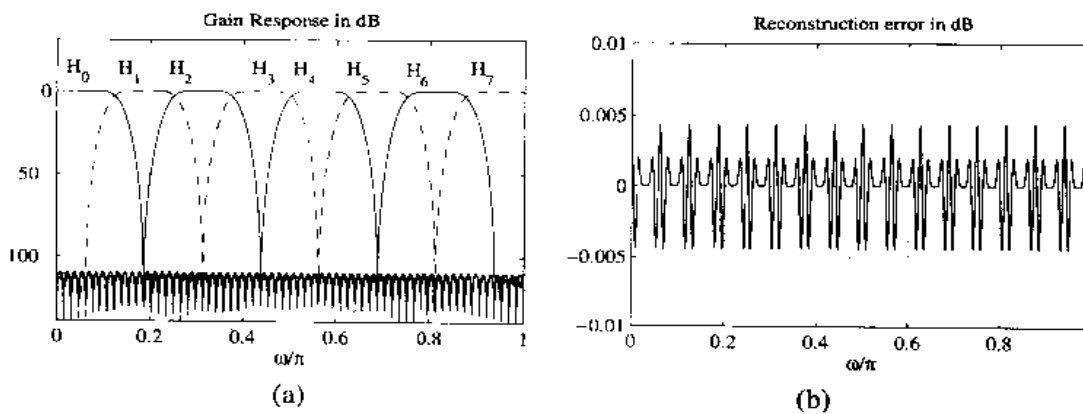 Gain Response in dB
H0 H1 H2 H3 H4 H5 H6 H7
0
50
100
0 0.2 0.4 0.6 0.8 1
ω/π
(a)
Reconstruction error in dB
0.01
0.005
0
−0.005
−0.01
0 0.2 0.4 0.6 0.8
ω/π
(b)